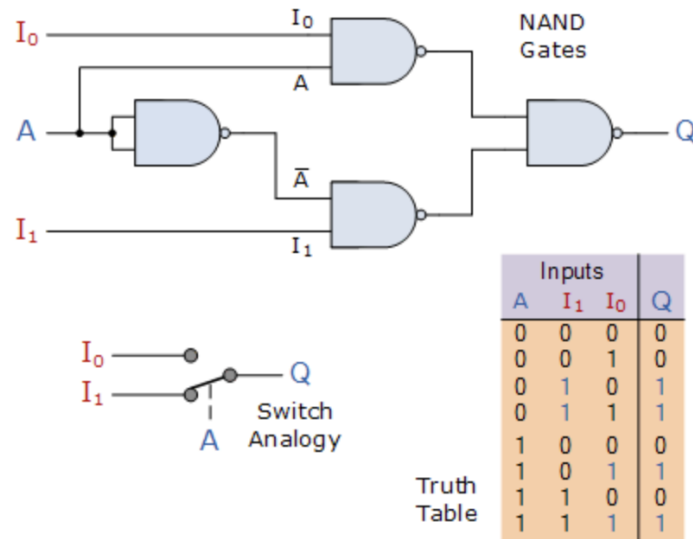 I₀ I₀ NAND
Gates
A
A Q
A̅
I₁ I₁
I₀
I₁ Q
Switch
Analogy
A
Inputs
A I₁ I₀ Q
0 0 0 0
0 0 1 0
0 1 0 1
0 1 1 1
1 0 0 0
1 0 1 1
1 1 0 0
1 1 1 1
Truth
Table